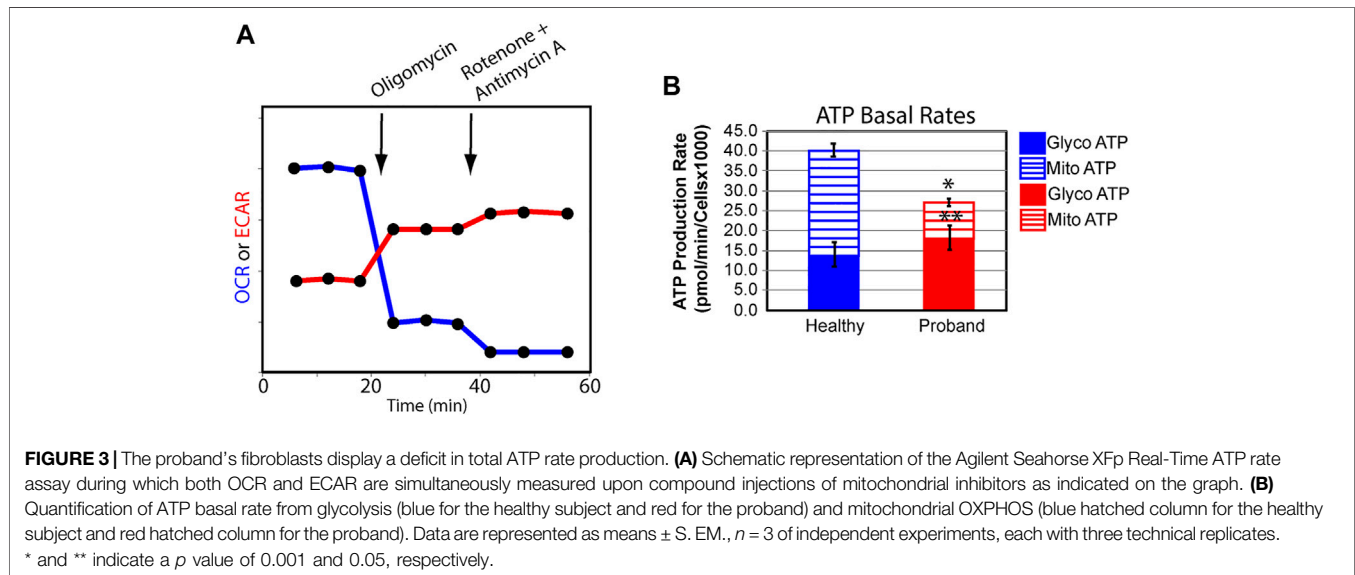 A
Oligomycin
Rotenone +
Antimycin A
OCR or ECAR
0 20 40 60
Time (min)
B
ATP Basal Rates
ATP Production Rate
(pmol/min/Cellsx1000)
45.0
40.0
35.0
30.0
25.0
20.0
15.0
10.0
5.0
0.0
*
**
Healthy Proband
Glyco ATP
Mito ATP
Glyco ATP
Mito ATP
FIGURE 3 | The proband's fibroblasts display a deficit in total ATP rate production. (A) Schematic representation of the Agilent Seahorse XFp Real-Time ATP rate
assay during which both OCR and ECAR are simultaneously measured upon compound injections of mitochondrial inhibitors as indicated on the graph. (B)
Quantification of ATP basal rate from glycolysis (blue for the healthy subject and red for the proband) and mitochondrial OXPHOS (blue hatched column for the healthy
subject and red hatched column for the proband). Data are represented as means ± S. EM., n = 3 of independent experiments, each with three technical replicates.
* and ** indicate a p value of 0.001 and 0.05, respectively.